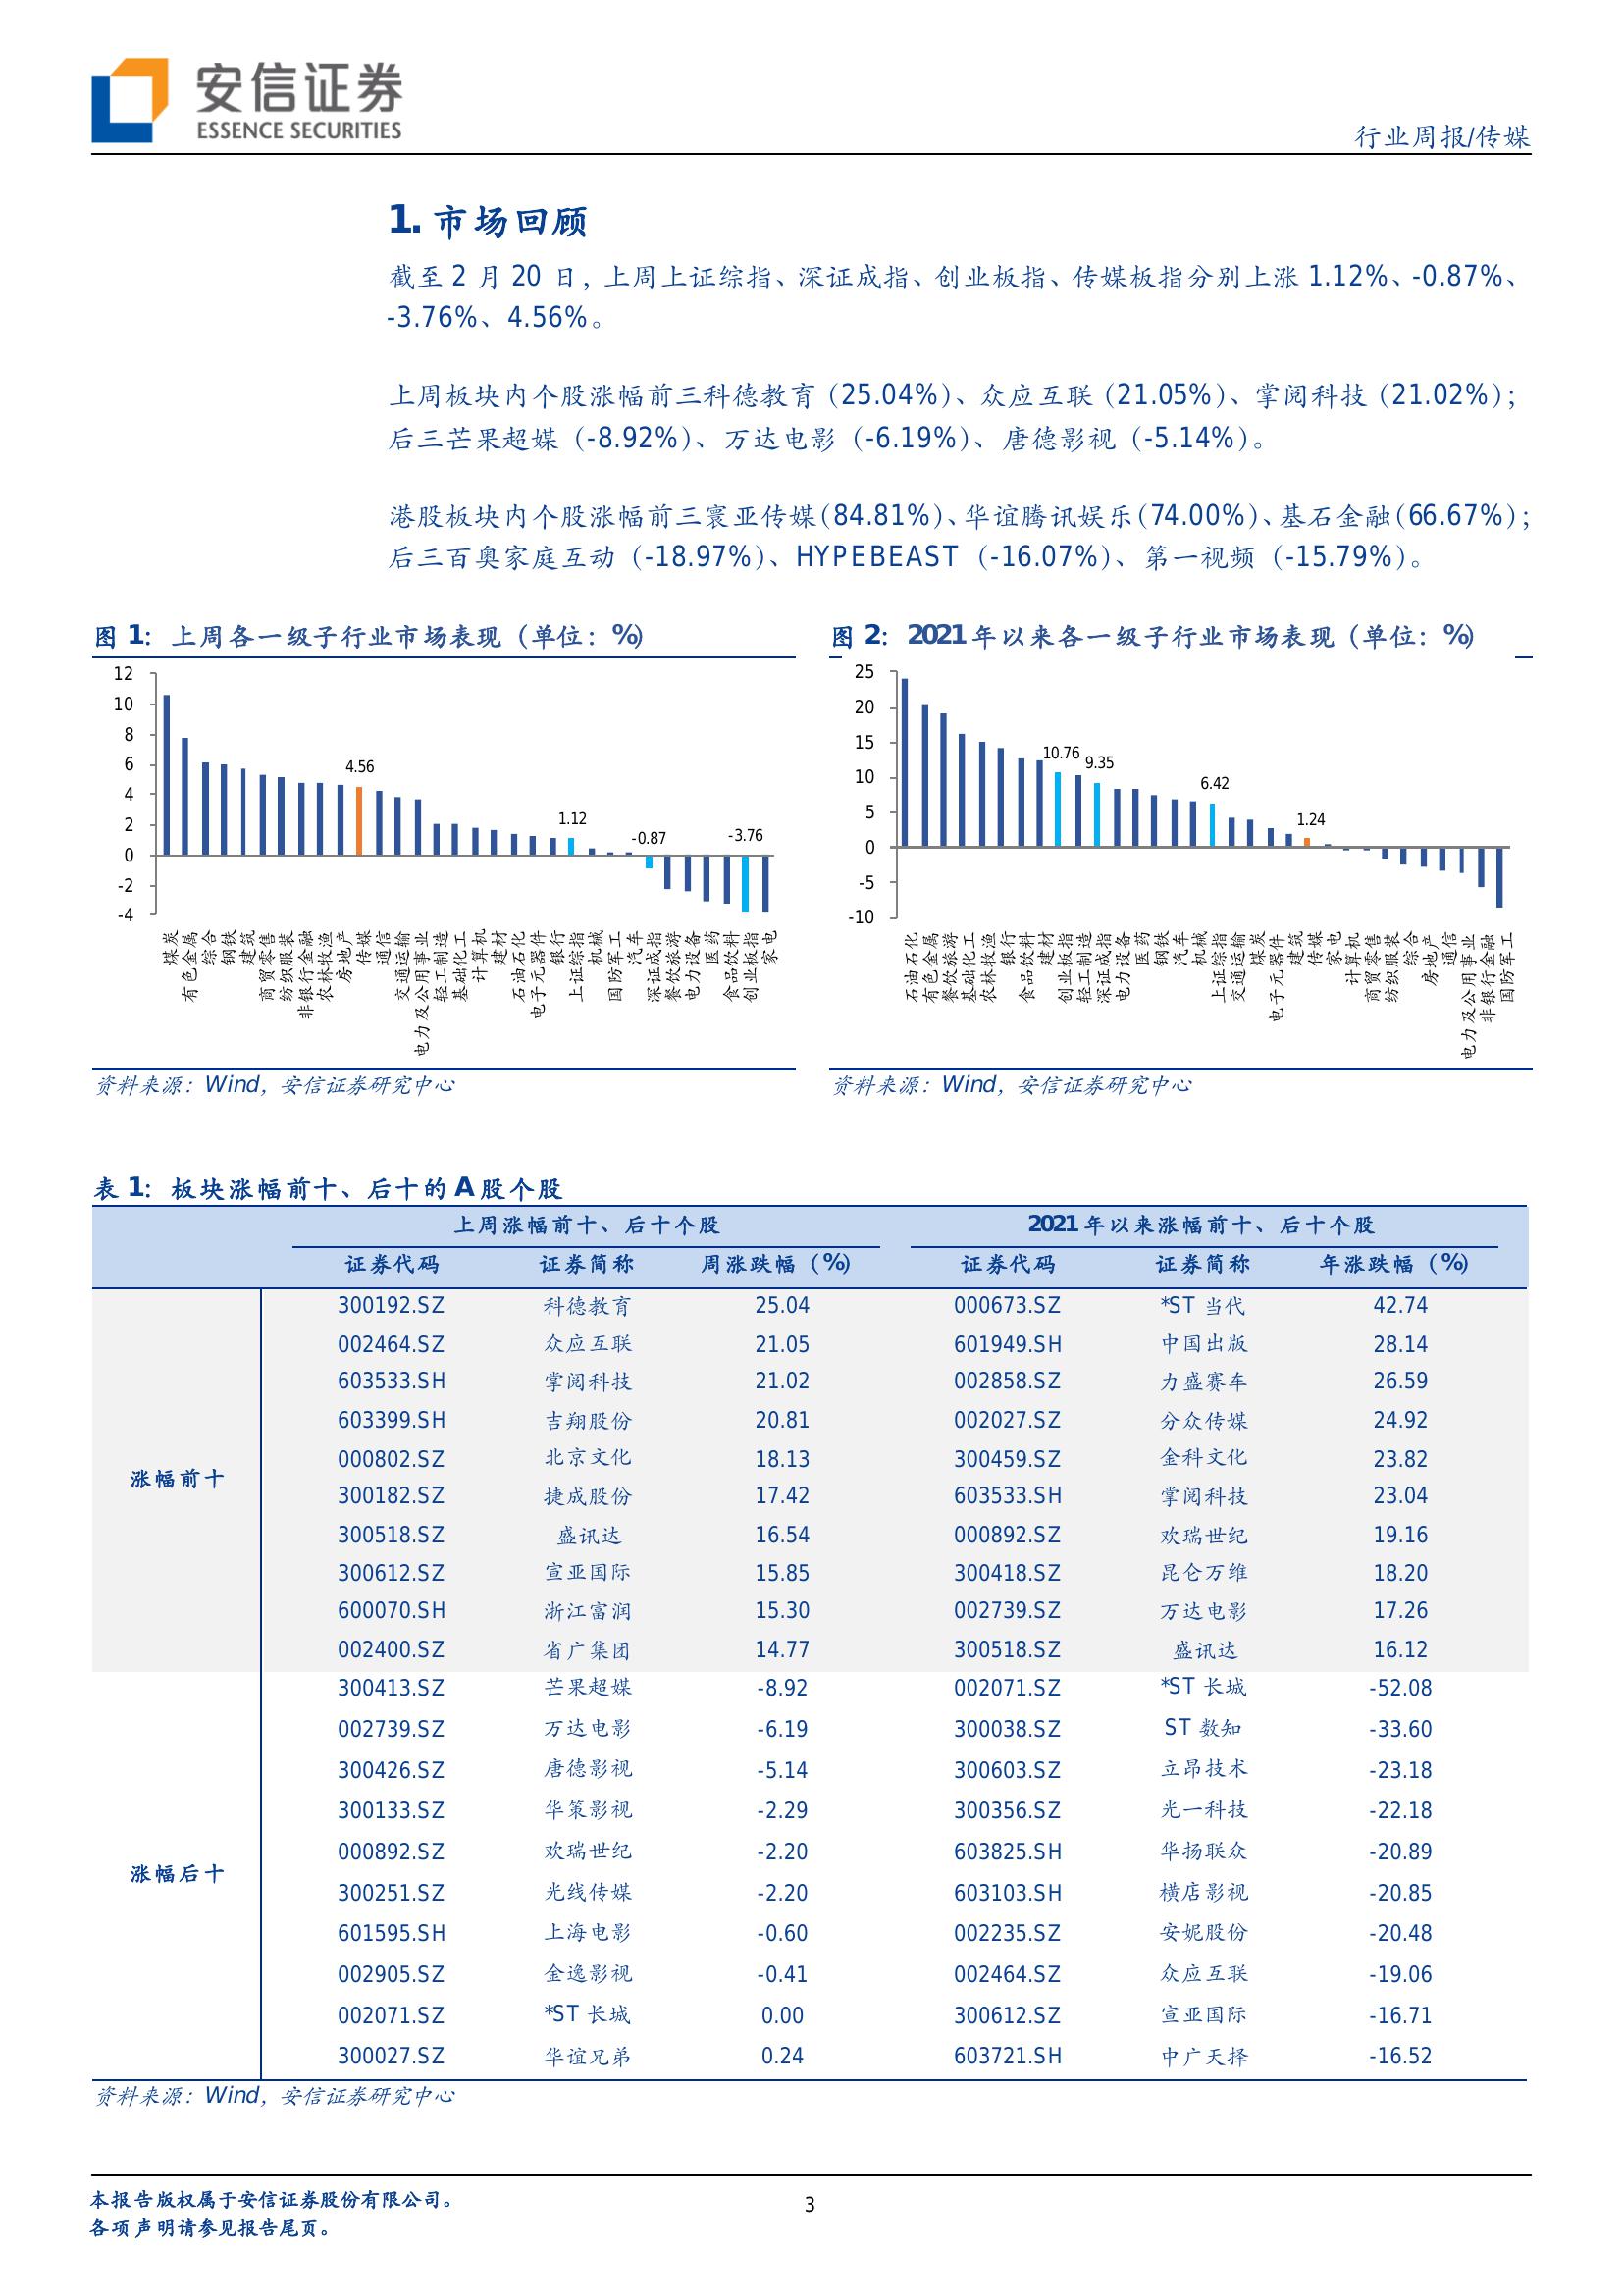 安信证券
ESSENCE SECURITIES
行业周报/传媒
1. 市场回顾
截至 2 月 20 日，上周上证综指、深证成指、创业板指、传媒板指分别上涨 1.12%、-0.87%、
-3.76%、4.56%。
上周板块内个股涨幅前三科德教育（25.04%）、众应互联（21.05%）、掌阅科技（21.02%）；
后三芒果超媒（-8.92%）、万达电影（-6.19%）、唐德影视（-5.14%）。
港股板块内个股涨幅前三寰亚传媒(84.81%)、华谊腾讯娱乐(74.00%)、基石金融(66.67%)；
后三百奥家庭互动（-18.97%）、HYPEBEAST（-16.07%）、第一视频（-15.79%）。
图 1：上周各一级子行业市场表现（单位：%）
12
10
8
6
4
2
0
-2
-4
4.56
1.12
-0.87
-3.76
煤炭
有色金属
综合
钢铁
建筑
商贸零售
纺织服装
非银行金融
农林牧渔
房地产
传媒
通信
交通运输
电力及公用事业
轻工制造
基础化工
计算机
建材
石油石化
电子元器件
银行
上证综指
机械
国防军工
汽车
深证成指
餐饮旅游
电力设备
医药
食品饮料
创业板指
家电
资料来源：Wind，安信证券研究中心
图 2：2021 年以来各一级子行业市场表现（单位：%）
25
20
15
10
5
0
-5
-10
10.76
9.35
6.42
1.24
石油石化
有色金属
餐饮旅游
基础化工
农林牧渔
银行
食品饮料
建材
创业板指
轻工制造
深证成指
电力设备
医药
钢铁
汽车
机械
上证综指
交通运输
煤炭
电子元器件
建筑
传媒
家电
计算机
商贸零售
纺织服装
综合
房地产
通信
电力及公用事业
非银行金融
国防军工
资料来源：Wind，安信证券研究中心
表 1：板块涨幅前十、后十的 A 股个股
上周涨幅前十、后十个股 2021 年以来涨幅前十、后十个股
证券代码 证券简称 周涨跌幅（%） 证券代码 证券简称 年涨跌幅（%）
涨幅前十
300192.SZ 科德教育 25.04 000673.SZ *ST 当代 42.74
002464.SZ 众应互联 21.05 601949.SH 中国出版 28.14
603533.SH 掌阅科技 21.02 002858.SZ 力盛赛车 26.59
603399.SH 吉翔股份 20.81 002027.SZ 分众传媒 24.92
000802.SZ 北京文化 18.13 300459.SZ 金科文化 23.82
300182.SZ 捷成股份 17.42 603533.SH 掌阅科技 23.04
300518.SZ 盛讯达 16.54 000892.SZ 欢瑞世纪 19.16
300612.SZ 宣亚国际 15.85 300418.SZ 昆仑万维 18.20
600070.SH 浙江富润 15.30 002739.SZ 万达电影 17.26
002400.SZ 省广集团 14.77 300518.SZ 盛讯达 16.12
涨幅后十
300413.SZ 芒果超媒 -8.92 002071.SZ *ST 长城 -52.08
002739.SZ 万达电影 -6.19 300038.SZ ST 数知 -33.60
300426.SZ 唐德影视 -5.14 300603.SZ 立昂技术 -23.18
300133.SZ 华策影视 -2.29 300356.SZ 光一科技 -22.18
000892.SZ 欢瑞世纪 -2.20 603825.SH 华扬联众 -20.89
300251.SZ 光线传媒 -2.20 603103.SH 横店影视 -20.85
601595.SH 上海电影 -0.60 002235.SZ 安妮股份 -20.48
002905.SZ 金逸影视 -0.41 002464.SZ 众应互联 -19.06
002071.SZ *ST 长城 0.00 300612.SZ 宣亚国际 -16.71
300027.SZ 华谊兄弟 0.24 603721.SH 中广天择 -16.52
资料来源：Wind，安信证券研究中心
本报告版权属于安信证券股份有限公司。
各项声明请参见报告尾页。
3